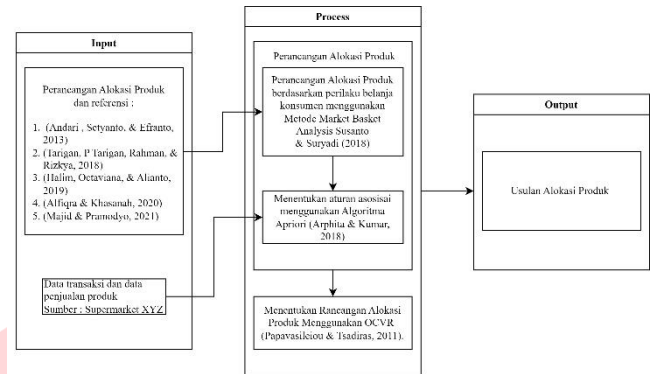 Input
Perancangan Alokasi Produk
dan referensi :
1. (Andari , Setyanto, & Efranto,
2013)
2. (Tarigan, P Tarigan, Rahman, &
Rizkya, 2018)
3. (Halim, Octaviana, & Alianto,
2019)
4. (Alfiqra & Khasanah, 2020)
5. (Majid & Pramudyo, 2021)
Data transaksi dan data
penjualan produk
Sumber : Supermarket XYZ
Process
Perancangan Alokasi Produk
Perancangan Alokasi Produk
berdasarkan perilaku belanja
konsumen menggunakan
Metode Market Basket
Analysis Susanto
& Suryadi (2018)
Menentukan aturan asosisai
menggunakan Algoritma
Apriori (Arphita & Kumar,
2018)
Menentukan Rancangan Alokasi
Produk Menggunakan OCVR
(Papavasileiou & Tsadiras, 2011).
Output
Usulan Alokasi Produk